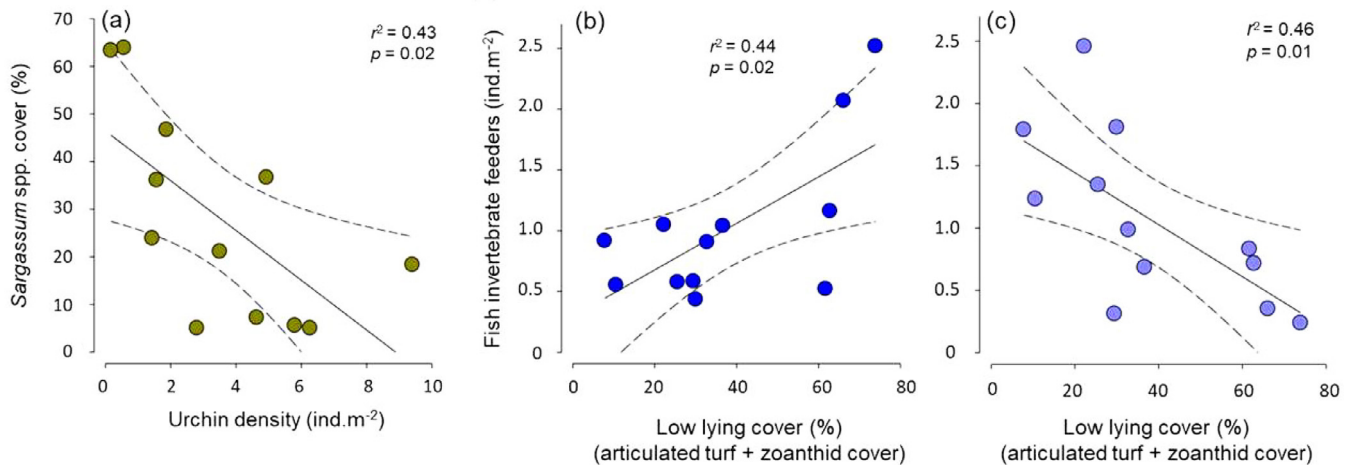 (a)
r² = 0.43
p = 0.02
70
60
50
40
30
20
10
0
Sargassum spp. cover (%)
0 2 4 6 8 10
Urchin density (ind.m⁻²)
(b)
r² = 0.44
p = 0.02
2.5
2.0
1.5
1.0
0.5
0
Fish invertebrate feeders (ind.m⁻²)
0 20 40 60 80
Low lying cover (%)
(articulated turf + zoanthid cover)
(c)
r² = 0.46
p = 0.01
2.5
2.0
1.5
1.0
0.5
0
0 20 40 60 80
Low lying cover (%)
(articulated turf + zoanthid cover)